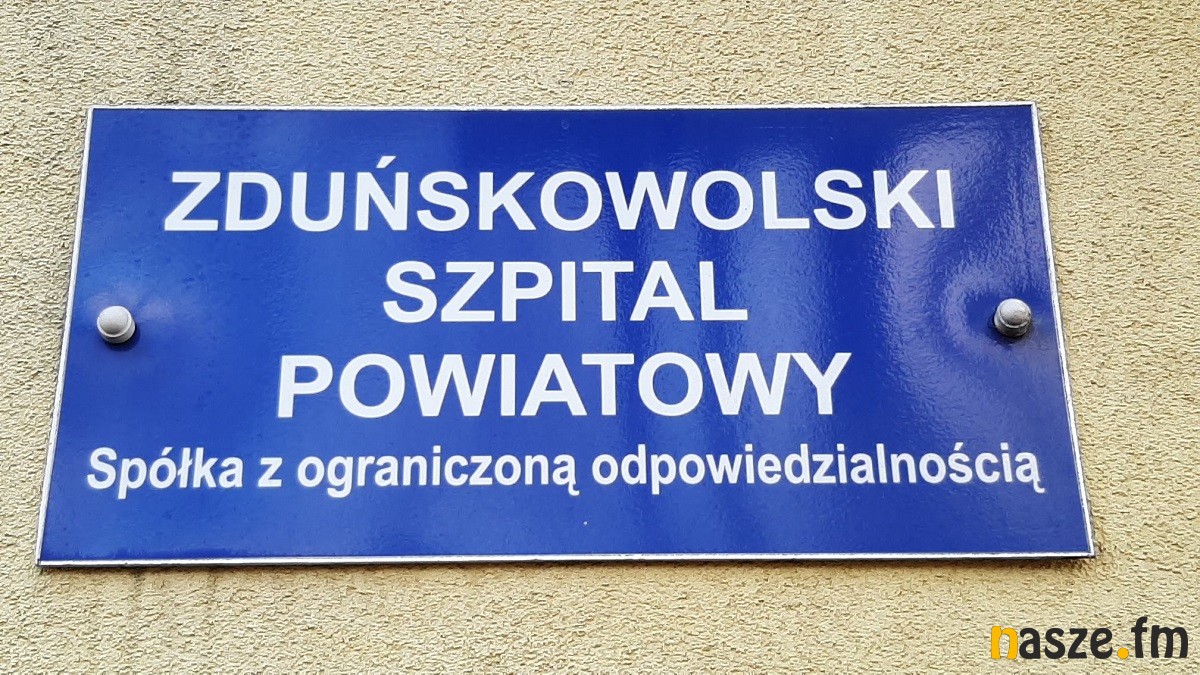 ZDUŃSKOWOLSKI
SZPITAL
POWIATOWY
Spółka z ograniczoną odpowiedzialnością
nasze.fm